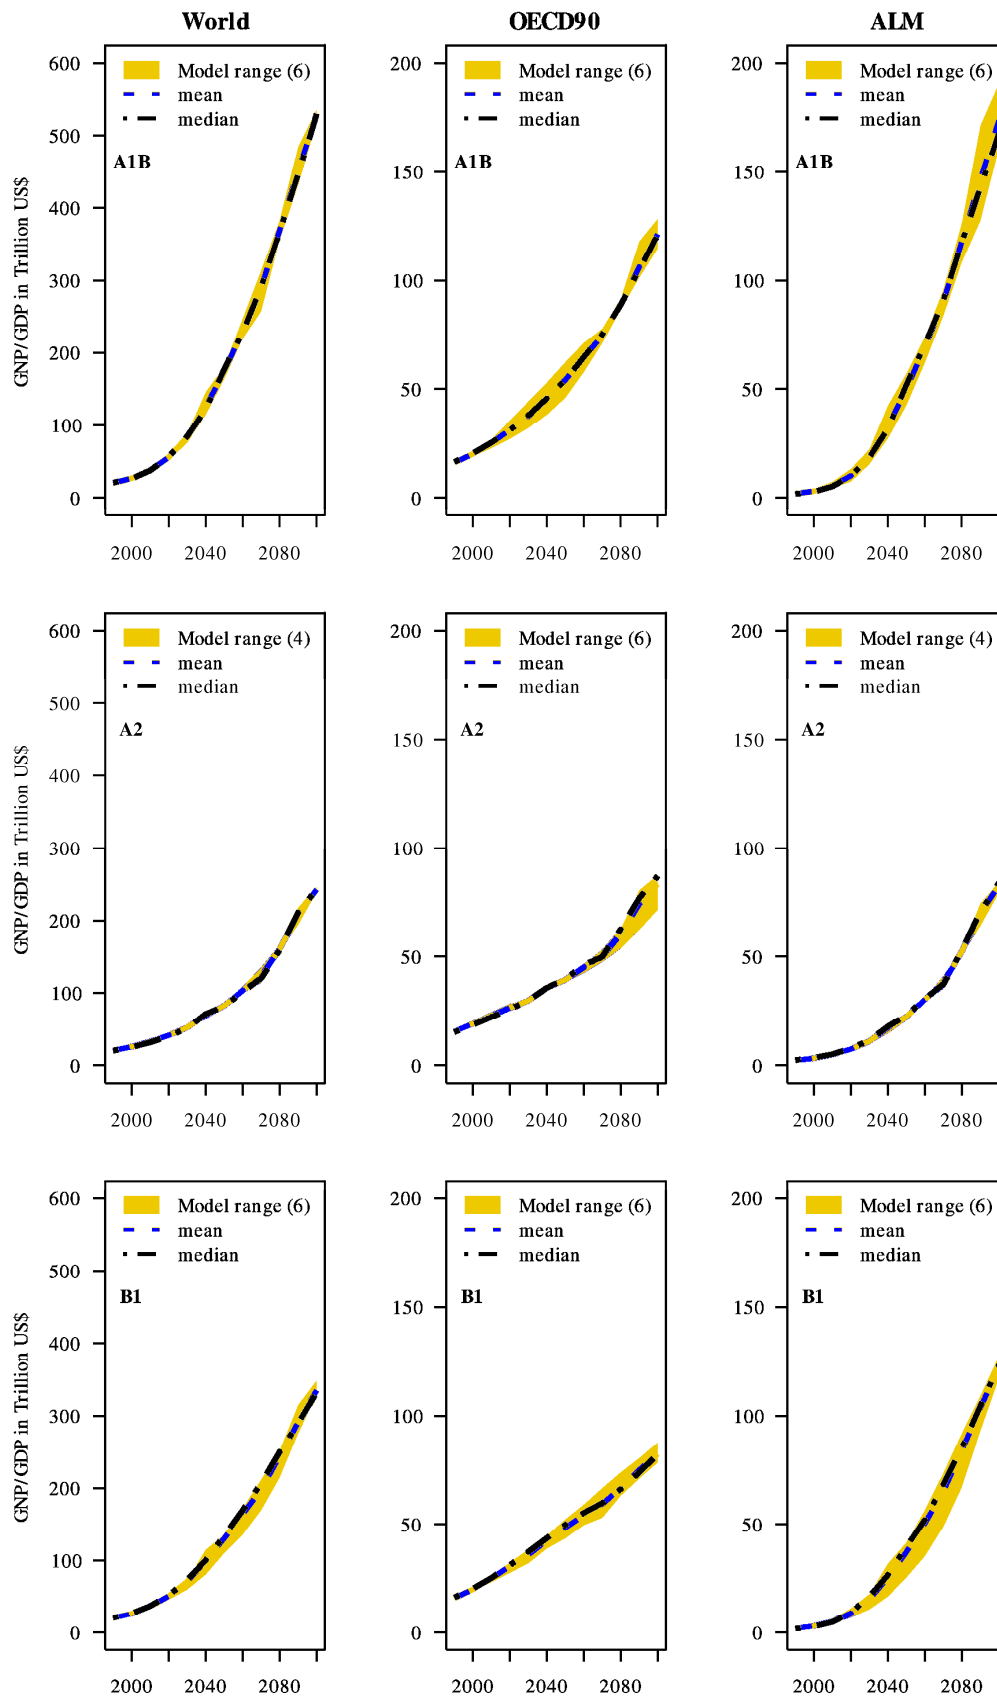 World OECD90 ALM
600 200 200
Model range (6) Model range (6) Model range (6)
mean mean mean
median median median
500
A1B A1B A1B
150 150
400
GNP/GDP in Trillion US$
300 100 100
200
50 50
100
0 0 0
2000 2040 2080 2000 2040 2080 2000 2040 2080
600 200 200
Model range (4) Model range (6) Model range (4)
mean mean mean
median median median
500
A2 A2 A2
150 150
400
GNP/GDP in Trillion US$
300 100 100
200
50 50
100
0 0 0
2000 2040 2080 2000 2040 2080 2000 2040 2080
600 200 200
Model range (6) Model range (6) Model range (6)
mean mean mean
median median median
500
B1 B1 B1
150 150
400
GNP/GDP in Trillion US$
300 100 100
200
50 50
100
0 0 0
2000 2040 2080 2000 2040 2080 2000 2040 2080